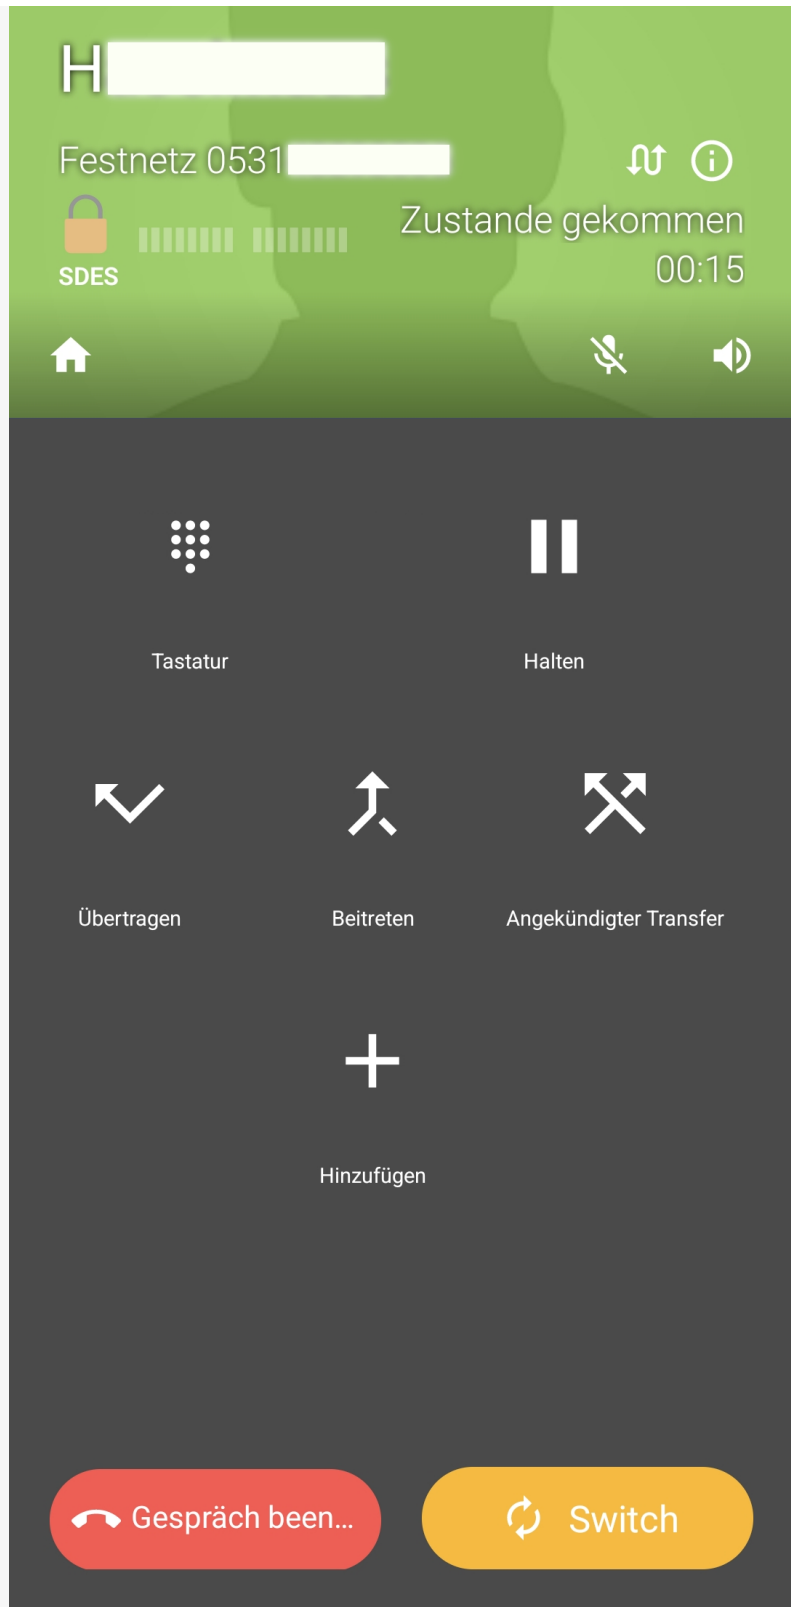 H
Festnetz 0531
Zustande gekommen
SDES
00:15
Tastatur
Halten
Übertragen
Beitreten
Angekündigter Transfer
Hinzufügen
Gespräch been...
Switch